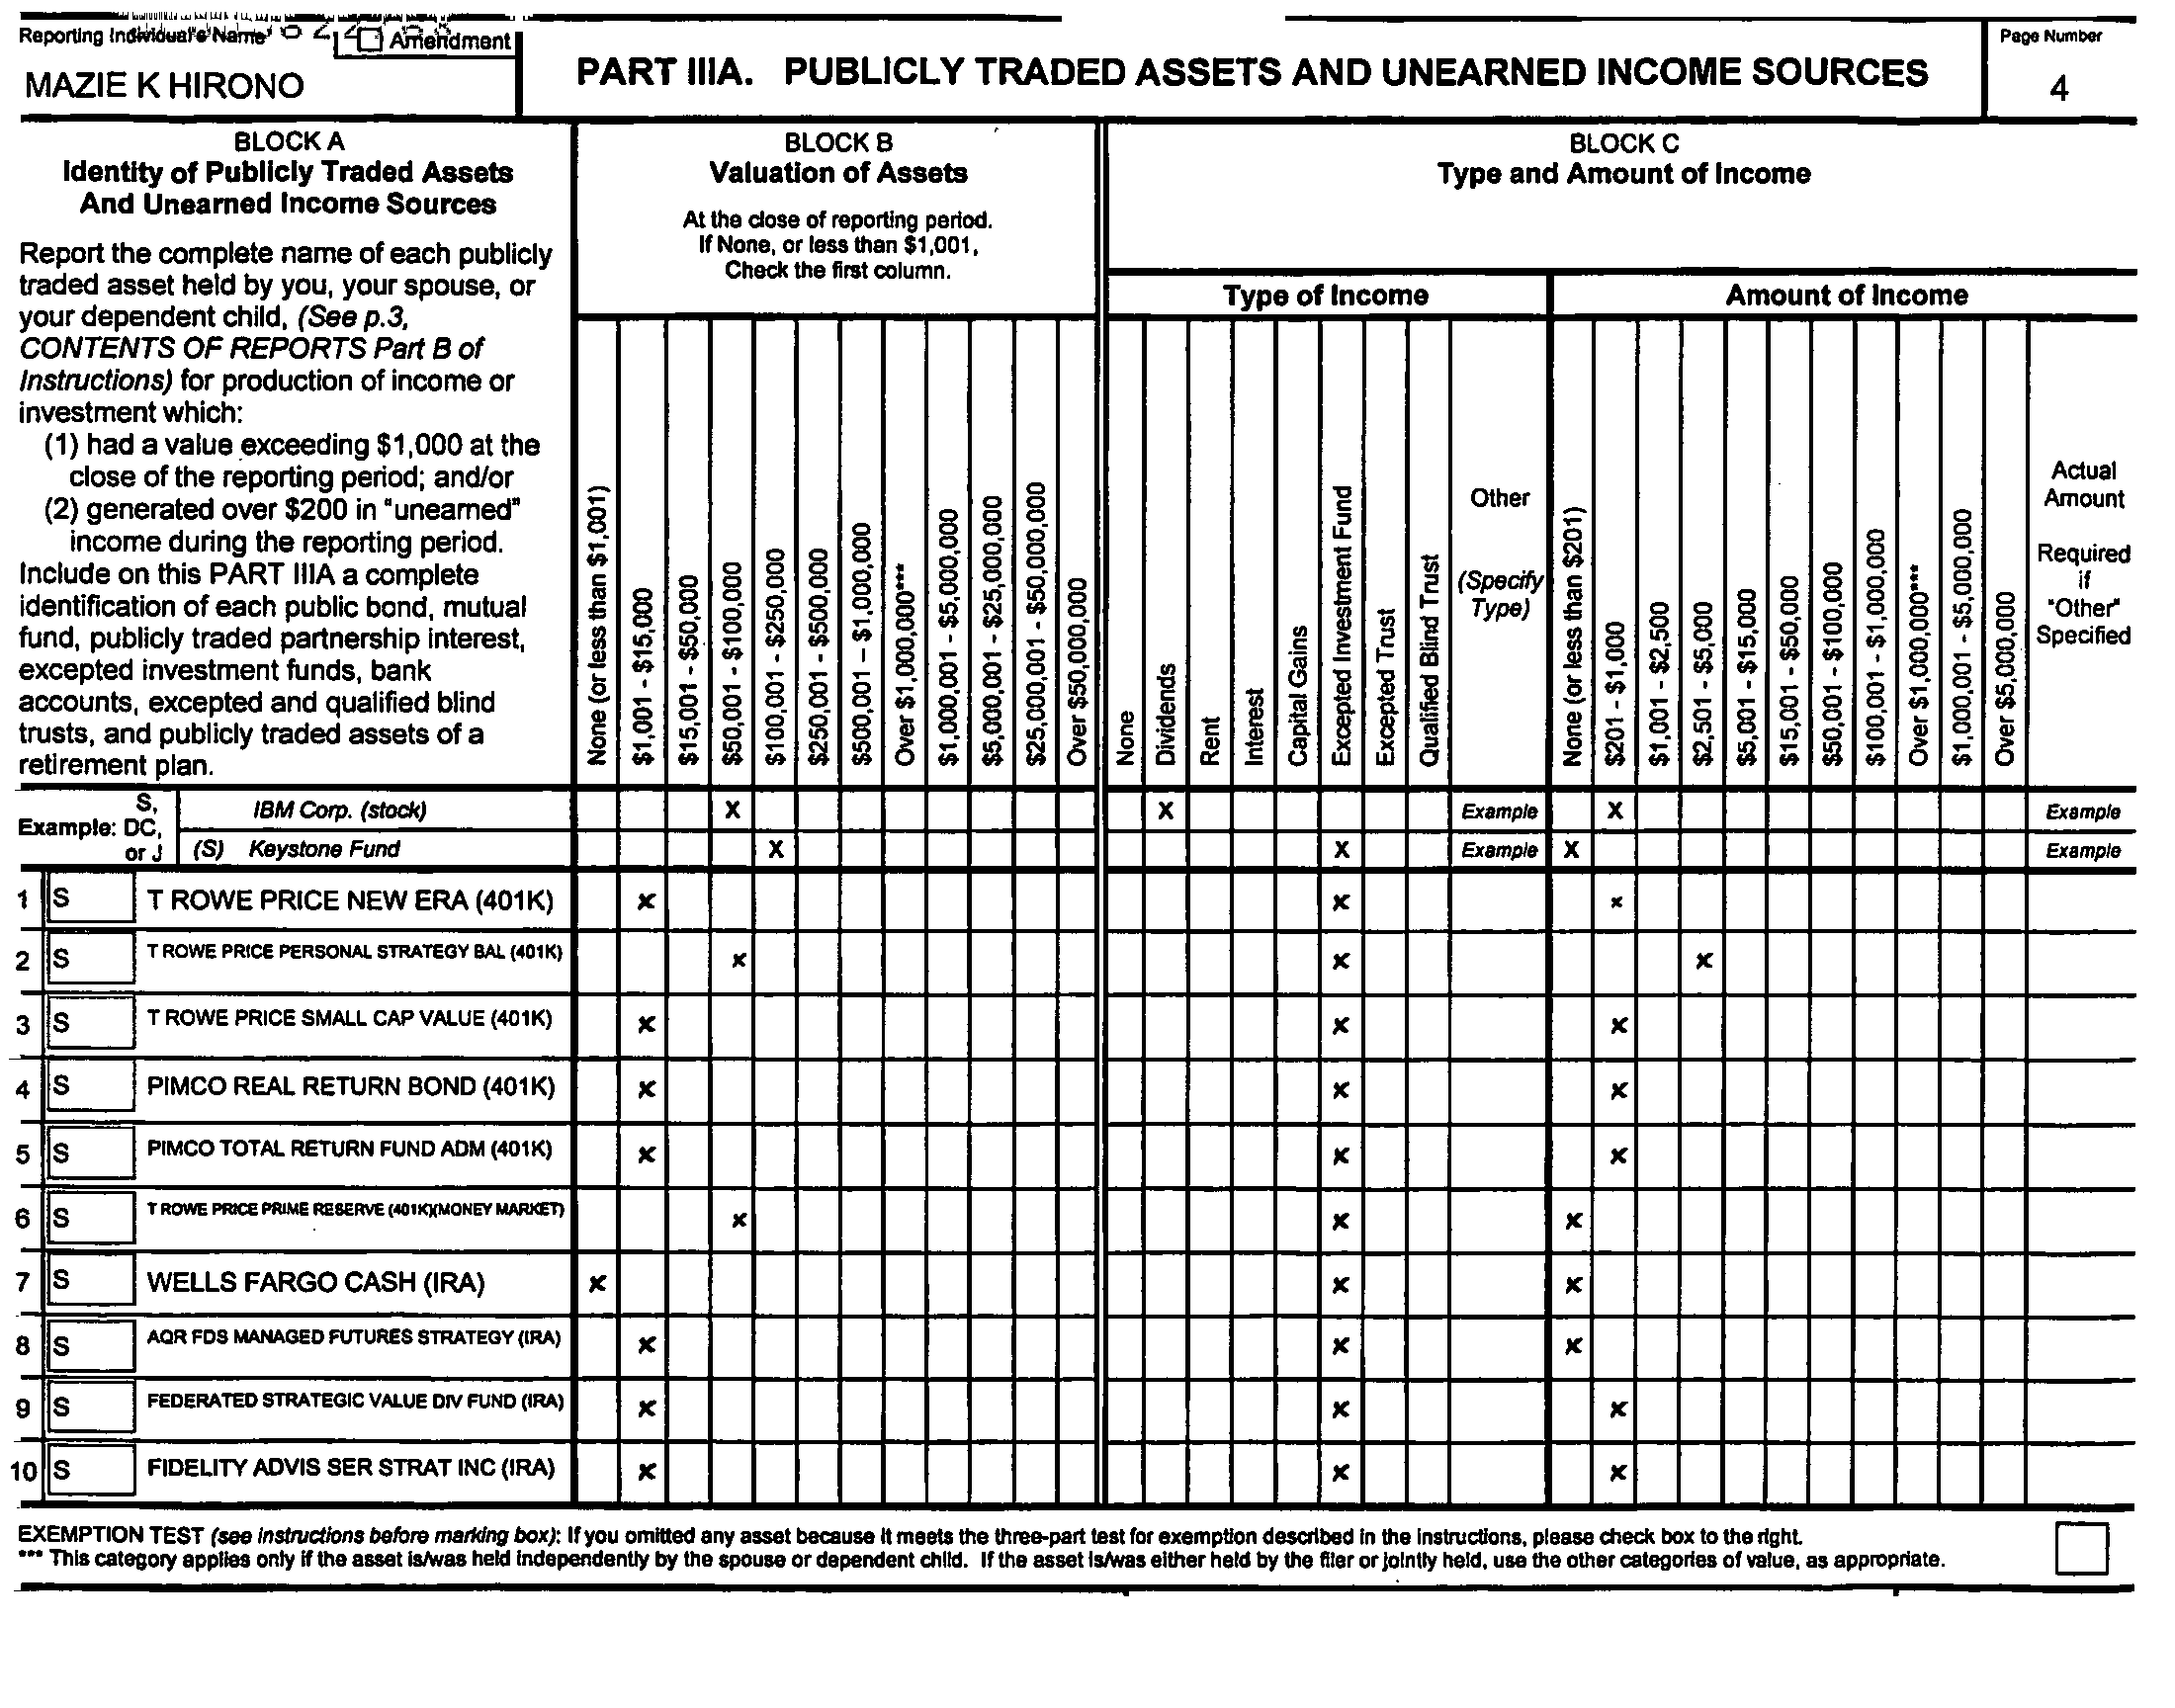 Reporting Individual's Name
Amendment
MAZIE K HIRONO
PART IIIA. PUBLICLY TRADED ASSETS AND UNEARNED INCOME SOURCES
Page Number
4
BLOCK A
Identity of Publicly Traded Assets
And Unearned Income Sources
Report the complete name of each publicly
traded asset held by you, your spouse, or
your dependent child, (See p.3,
CONTENTS OF REPORTS Part B of
Instructions) for production of income or
investment which:
(1) had a value exceeding $1,000 at the
close of the reporting period; and/or
(2) generated over $200 in "unearned"
income during the reporting period.
Include on this PART IIIA a complete
identification of each public bond, mutual
fund, publicly traded partnership interest,
excepted investment funds, bank
accounts, excepted and qualified blind
trusts, and publicly traded assets of a
retirement plan.
BLOCK B
Valuation of Assets
At the close of reporting period.
If None, or less than $1,001,
Check the first column.
None (or less than $1,001)
$1,001 - $15,000
$15,001 - $50,000
$50,001 - $100,000
$100,001 - $250,000
$250,001 - $500,000
$500,001 – $1,000,000
Over $1,000,000***
$1,000,001 - $5,000,000
$5,000,001 - $25,000,000
$25,000,001 - $50,000,000
Over $50,000,000
BLOCK C
Type and Amount of Income
Type of Income
None
Dividends
Rent
Interest
Capital Gains
Excepted Investment Fund
Excepted Trust
Qualified Blind Trust
Other
(Specify
Type)
Amount of Income
None (or less than $201)
$201 - $1,000
$1,001 - $2,500
$2,501 - $5,000
$5,001 - $15,000
$15,001 - $50,000
$50,001 - $100,000
$100,001 - $1,000,000
Over $1,000,000***
$1,000,001 - $5,000,000
Over $5,000,000
Actual
Amount
Required
if
"Other"
Specified
Example: S, DC, or J
IBM Corp. (stock) X X Example X Example
(S) Keystone Fund X X Example X Example
1 S T ROWE PRICE NEW ERA (401K) x x x
2 S T ROWE PRICE PERSONAL STRATEGY BAL (401K) x x x
3 S T ROWE PRICE SMALL CAP VALUE (401K) x x x
4 S PIMCO REAL RETURN BOND (401K) x x x
5 S PIMCO TOTAL RETURN FUND ADM (401K) x x x
6 S T ROWE PRICE PRIME RESERVE (401K)(MONEY MARKET) x x x
7 S WELLS FARGO CASH (IRA) x x x
8 S AQR FDS MANAGED FUTURES STRATEGY (IRA) x x x
9 S FEDERATED STRATEGIC VALUE DIV FUND (IRA) x x x
10 S FIDELITY ADVIS SER STRAT INC (IRA) x x x
EXEMPTION TEST (see instructions before marking box): If you omitted any asset because it meets the three-part test for exemption described in the instructions, please check box to the right.
*** This category applies only if the asset is/was held independently by the spouse or dependent child. If the asset is/was either held by the filer or jointly held, use the other categories of value, as appropriate.